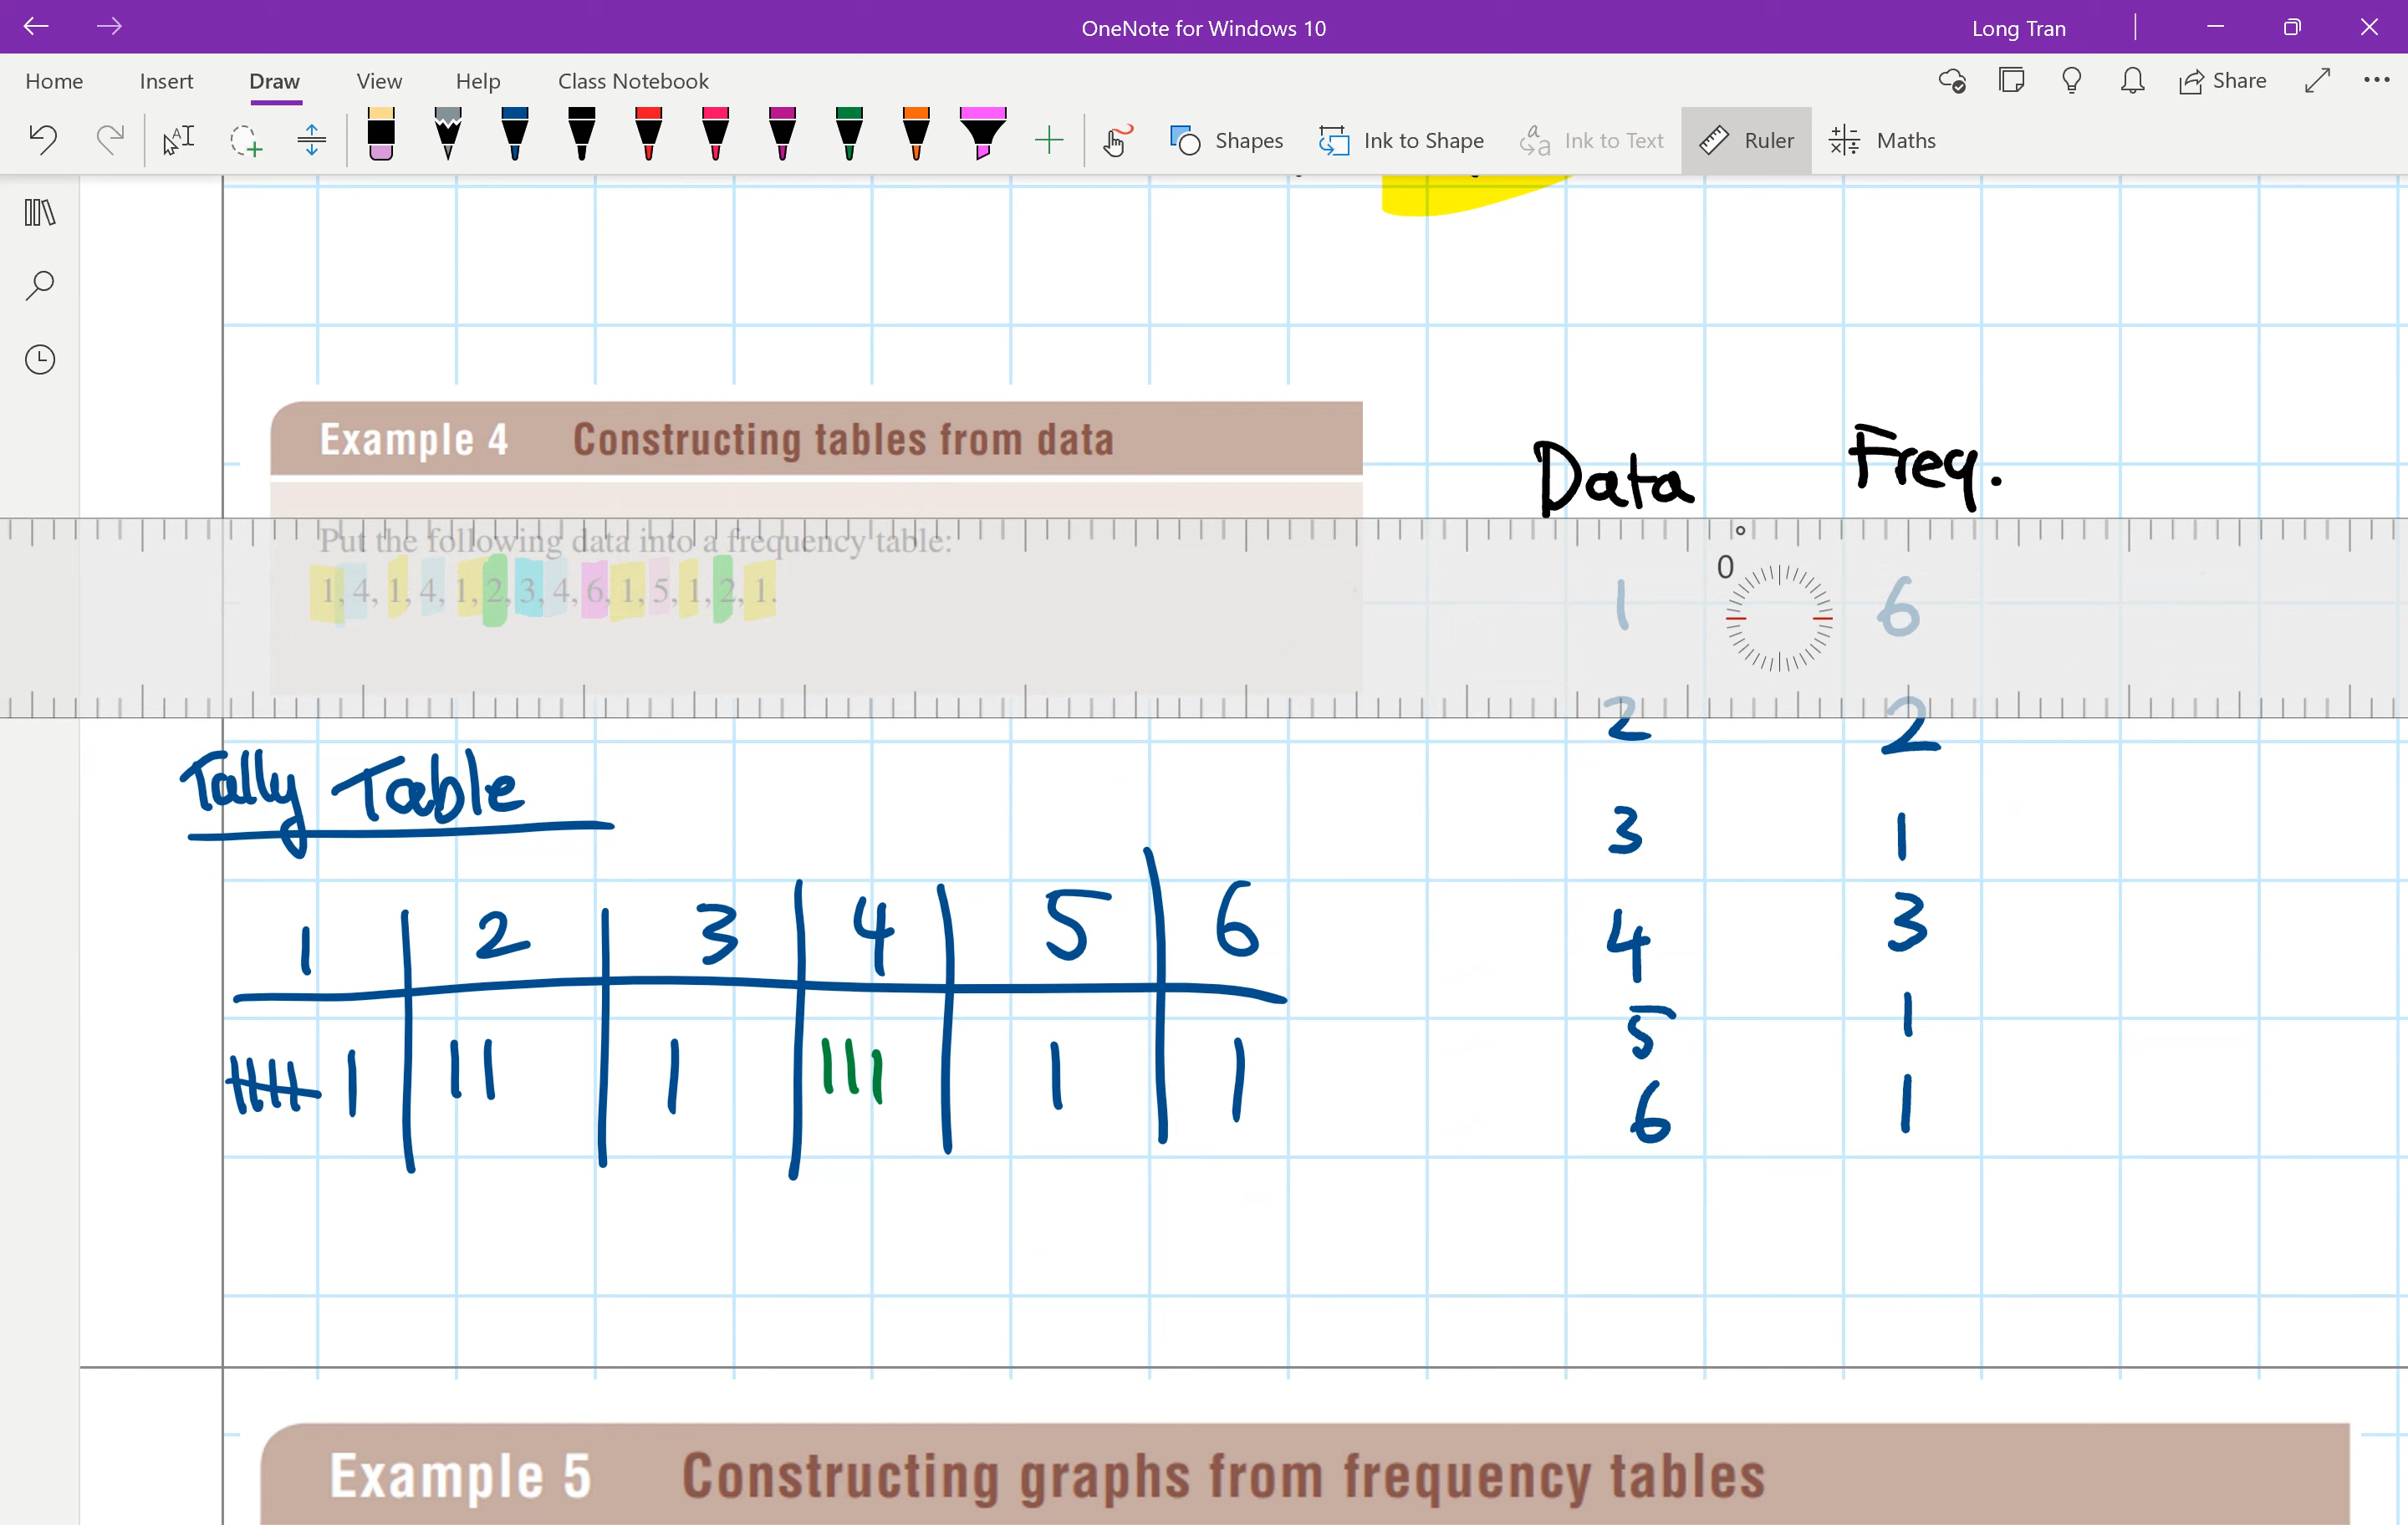 OneNote for Windows 10
Long Tran
Home Insert Draw View Help Class Notebook
Share
Shapes Ink to Shape Ink to Text Ruler Maths
Example 4 Constructing tables from data
Put the following data into a frequency table:
1, 4, 1, 4, 1, 2, 3, 4, 6, 1, 5, 1, 2, 1.
Data Freq.
0°
1 6
2 2
3 1
4 3
5 1
6 1
Tally Table
1 2 3 4 5 6
Example 5 Constructing graphs from frequency tables